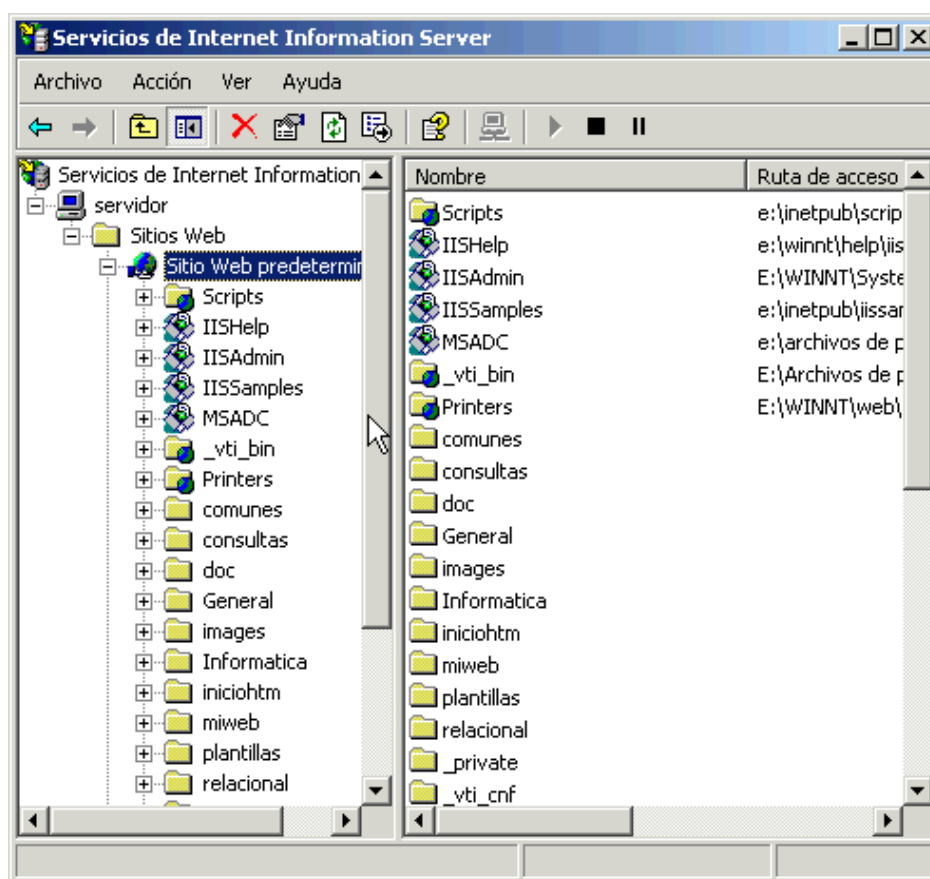 Servicios de Internet Information Server
Archivo Acción Ver Ayuda
Servicios de Internet Information
servidor
Sitios Web
Sitio Web predetermin
Scripts
IISHelp
IISAdmin
IISSamples
MSADC
_vti_bin
Printers
comunes
consultas
doc
General
images
Informatica
iniciohtm
miweb
plantillas
relacional
Nombre Ruta de acceso
Scripts e:\inetpub\scrip
IISHelp e:\winnt\help\iis
IISAdmin E:\WINNT\Syste
IISSamples e:\inetpub\iissar
MSADC e:\archivos de p
_vti_bin E:\Archivos de p
Printers E:\WINNT\web\
comunes
consultas
doc
General
images
Informatica
iniciohtm
miweb
plantillas
relacional
_private
_vti_cnf